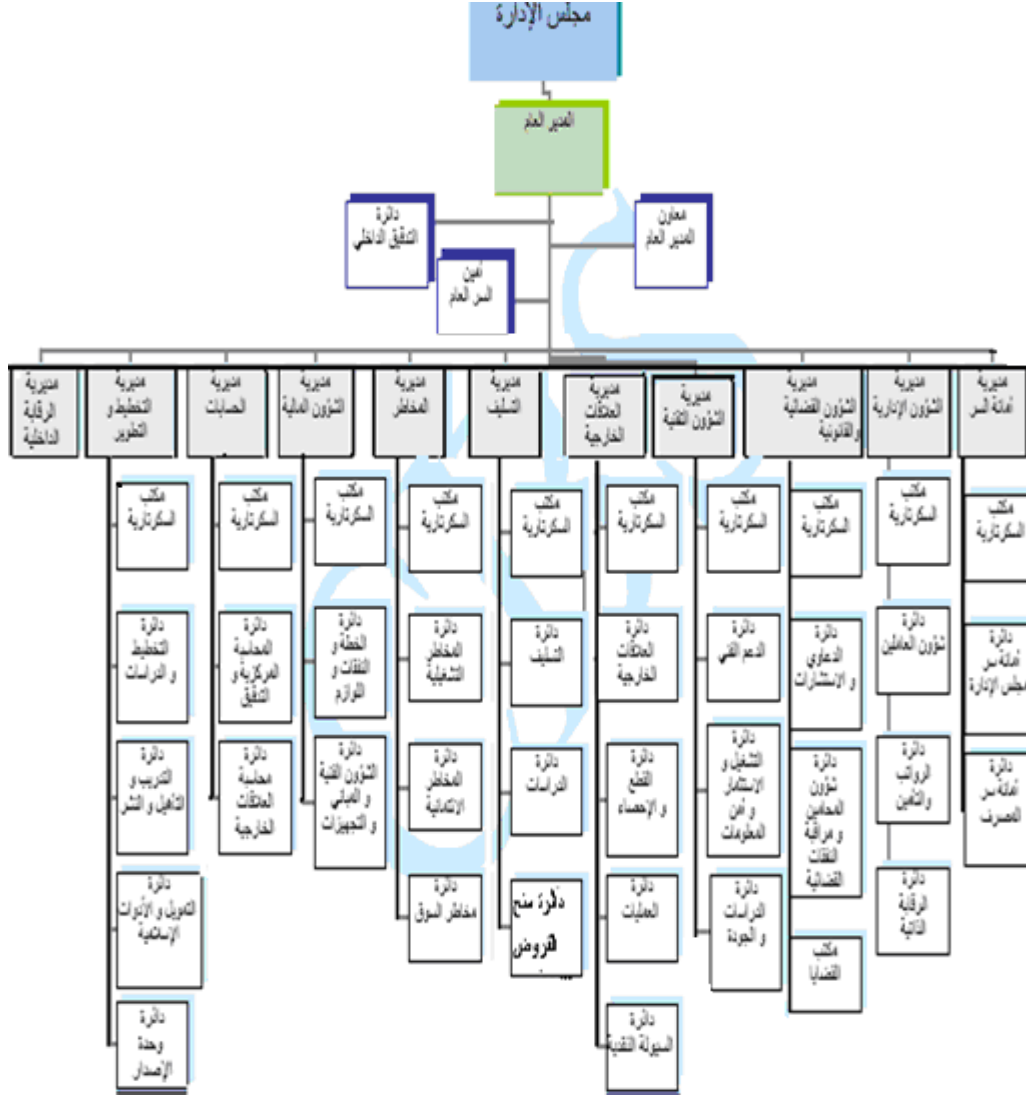 مجلس الإدارة
المدير العام
معاون
المدير العام
دائرة
التدقيق الداخلي
أمين
السر العام
مديرية
أمانة السر
مديرية
الشؤون الإدارية
مديرية
الشؤون القضائية
والقانونية
مديرية
الشؤون التقنية
مديرية
العلاقات
الخارجية
مديرية
التسليف
مديرية
المخاطر
مديرية
الشؤون المالية
مديرية
الحسابات
مديرية
التخطيط و
التطوير
مديرية
الرقابة
الداخلية
مكتب
السكرتارية
دائرة
أمانة سر
مجلس الإدارة
دائرة
أمانة سر
المصرف
مكتب
السكرتارية
دائرة
شؤون العاملين
دائرة
الرواتب
والتأمين
دائرة
الرقابة
الذاتية
مكتب
السكرتارية
دائرة
الدعاوي
و الاستشارات
دائرة
شؤون
المحامين
و مراقبة
النفقات
القضائية
مكتب
القضايا
مكتب
السكرتارية
دائرة
الدعم الفني
دائرة
التشغيل و
الاستثمار
و أمن
المعلومات
دائرة
الدراسات
و الجودة
مكتب
السكرتارية
دائرة
العلاقات
الخارجية
دائرة
القطع
و الإحصاء
دائرة
العمليات
دائرة
السيولة النقدية
مكتب
السكرتارية
دائرة
التسليف
دائرة
الدراسات
دائرة منح
القروض
مكتب
السكرتارية
دائرة
المخاطر
التشغيلية
دائرة
المخاطر
الائتمانية
دائرة
مخاطر السوق
مكتب
السكرتارية
دائرة
الخطة و
النفقات و
اللوازم
دائرة
الشؤون الفنية
و المباني
و التجهيزات
مكتب
السكرتارية
دائرة
المحاسبة
المركزية و
التدقيق
دائرة
محاسبة
العلاقات
الخارجية
مكتب
السكرتارية
دائرة
التخطيط
و الدراسات
دائرة
التدريب و
التأهيل و النشر
دائرة
التمويل و الأدوات
الإسلامية
دائرة
وحدة
الإصدار